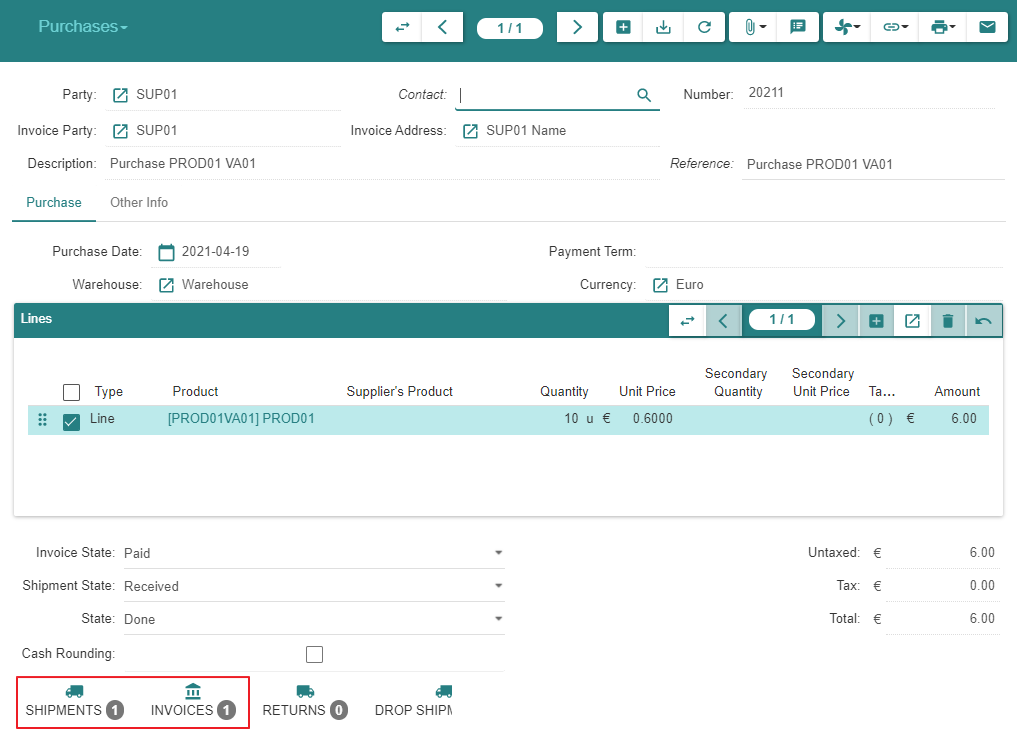 Purchases
1 / 1
Party: SUP01 Contact: Number: 20211
Invoice Party: SUP01 Invoice Address: SUP01 Name
Description: Purchase PROD01 VA01 Reference: Purchase PROD01 VA01
Purchase Other Info
Purchase Date: 2021-04-19 Payment Term:
Warehouse: Warehouse Currency: Euro
Lines 1 / 1
Type Product Supplier's Product Quantity Unit Price Secondary Quantity Secondary Unit Price Ta... Amount
Line [PROD01VA01] PROD01 10 u € 0.6000 ( 0 ) € 6.00
Invoice State: Paid Untaxed: € 6.00
Shipment State: Received Tax: € 0.00
State: Done Total: € 6.00
Cash Rounding:
SHIPMENTS 1 INVOICES 1 RETURNS 0 DROP SHIPM